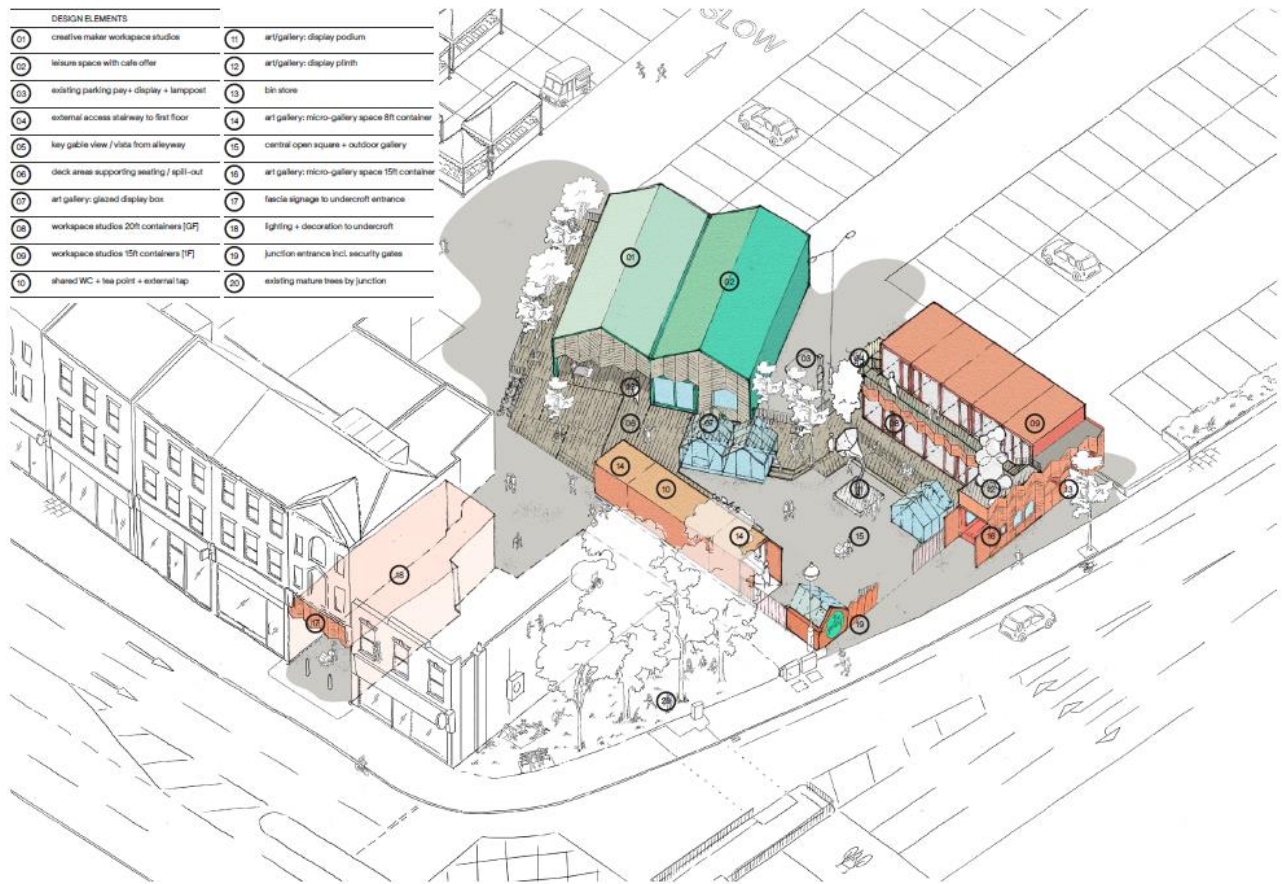 DESIGN ELEMENTS
01 creative maker workspace studios
02 leisure space with cafe offer
03 existing parking pay+ display + lamppost
04 external access stairway to first floor
05 key gable view / vista from alleyway
06 deck areas supporting seating / spill-out
07 art gallery: glazed display box
08 workspace studios 20ft containers [GF]
09 workspace studios 15ft containers [1F]
10 shared WC + tea point + external tap
11 art/gallery: display podium
12 art/gallery: display plinth
13 bin store
14 art gallery: micro-gallery space 8ft container
15 central open square + outdoor gallery
16 art gallery: micro-gallery space 15ft container
17 fascia signage to undercroft entrance
18 lighting + decoration to undercroft
19 junction entrance incl. security gates
20 existing mature trees by junction
SLOW
01
02
03
09
06
07
14
10
14
15
16
13
18
17
19
20